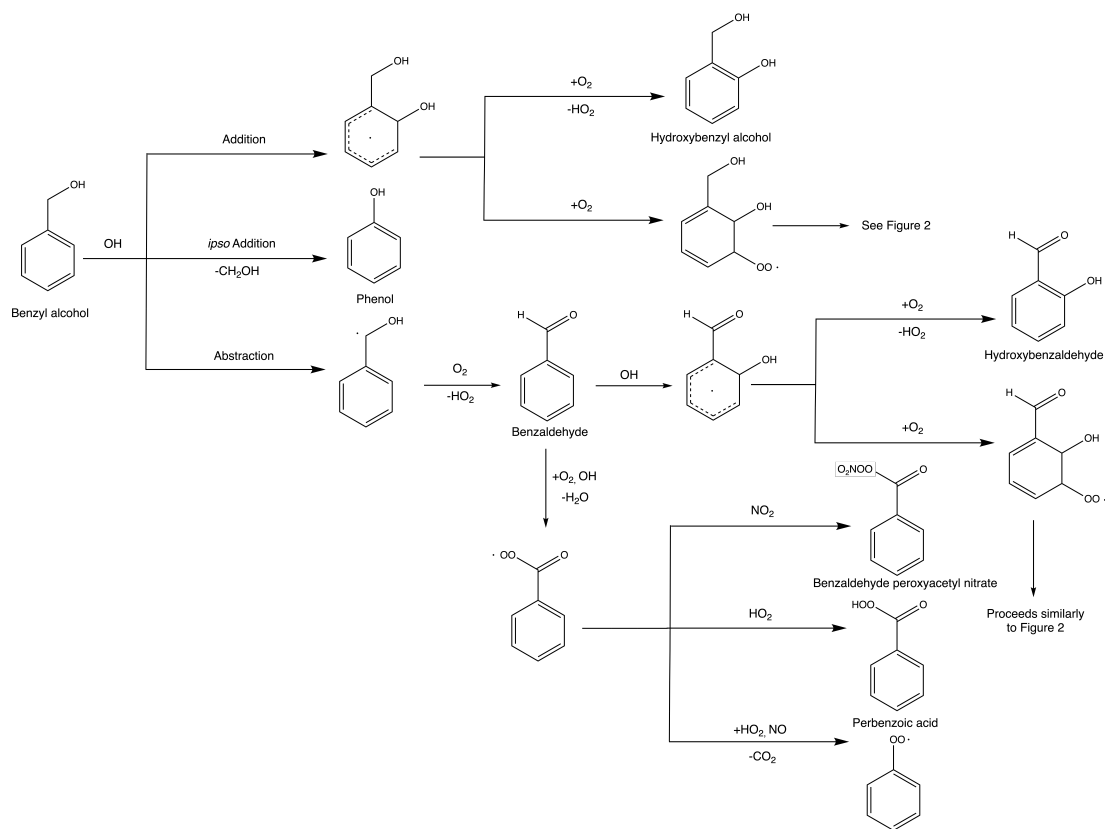 OH
OH
OH
Addition
+O2
-HO2
OH
OH
Hydroxybenzyl alcohol
+O2
OH
OH
OO ·
See Figure 2
OH
Benzyl alcohol
OH
ipso Addition
-CH2OH
OH
Phenol
Abstraction
· OH
O2
-HO2
H O
Benzaldehyde
OH
H O
OH
+O2
-HO2
H O
OH
Hydroxybenzaldehyde
+O2
H O
OH
OO ·
Proceeds similarly
to Figure 2
+O2, OH
-H2O
· OO O
NO2
O2NOO O
Benzaldehyde peroxyacetyl nitrate
HO2
HOO O
Perbenzoic acid
+HO2, NO
-CO2
OO ·